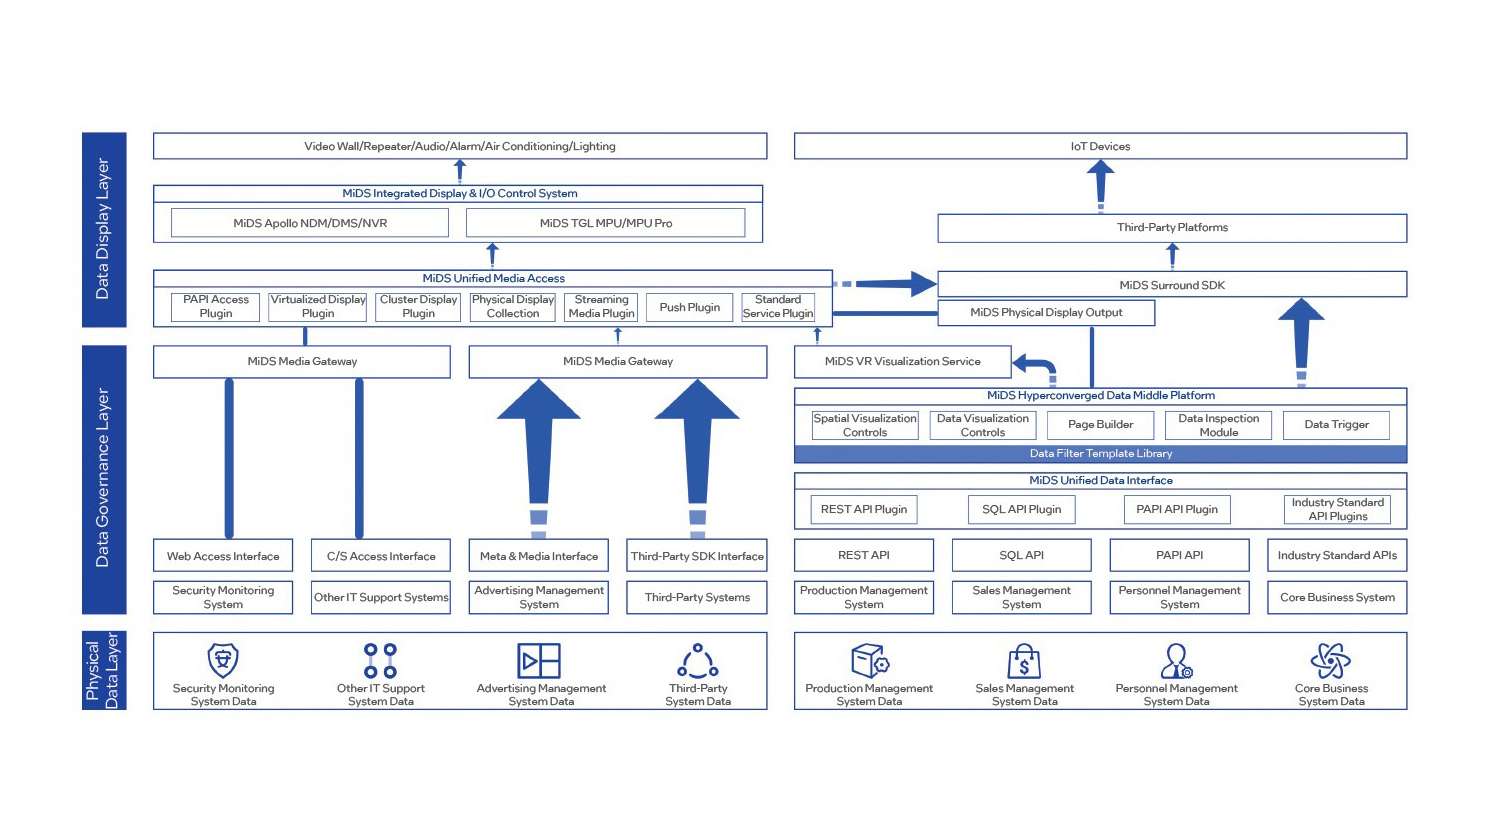 Data Display Layer
Video Wall/Repeater/Audio/Alarm/Air Conditioning/Lighting
MiDS Integrated Display & I/O Control System
MiDS Apollo NDM/DMS/NVR
MiDS TGL MPU/MPU Pro
MiDS Unified Media Access
PAPI Access
Plugin
Virtualized Display
Plugin
Cluster Display
Plugin
Physical Display
Collection
Streaming
Media Plugin
Push Plugin
Standard
Service Plugin
IoT Devices
Third-Party Platforms
MiDS Surround SDK
MiDS Physical Display Output
Data Governance Layer
MiDS Media Gateway
MiDS Media Gateway
Web Access Interface
C/S Access Interface
Meta & Media Interface
Third-Party SDK Interface
Security Monitoring
System
Other IT Support Systems
Advertising Management
System
Third-Party Systems
MiDS VR Visualization Service
MiDS Hyperconverged Data Middle Platform
Spatial Visualization
Controls
Data Visualization
Controls
Page Builder
Data Inspection
Module
Data Trigger
Data Filter Template Library
MiDS Unified Data Interface
REST API Plugin
SQL API Plugin
PAPI API Plugin
Industry Standard
API Plugins
REST API
SQL API
PAPI API
Industry Standard APIs
Production Management
System
Sales Management
System
Personnel Management
System
Core Business System
Physical
Data Layer
Security Monitoring
System Data
Other IT Support
System Data
Advertising Management
System Data
Third-Party
System Data
Production Management
System Data
Sales Management
System Data
Personnel Management
System Data
Core Business
System Data